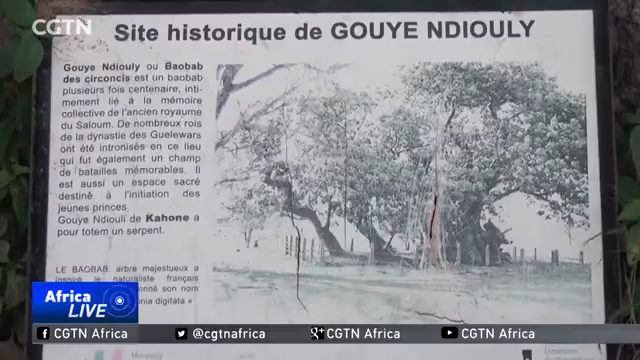 CGTN
Site historique de GOUYE NDIOULY
Gouye Ndiouly ou Baobab
des circoncis est un baobab
plusieurs fois centenaire, inti-
mement lié à la mémoire
collective de l'ancien royaume
du Saloum. De nombreux rois
de la dynastie des Guelewars
ont été intronisés en ce lieu
qui fut également un champ
de batailles mémorables. Il
est aussi un espace sacré
destiné à l'initiation des
jeunes princes.
Gouye Ndiouli de Kahone a
pour totem un serpent.
LE BAOBAB, arbre majestueux a
inspiré le naturaliste français
donné son nom
digitata »
Africa
LIVE
CGTN Africa
@cgtnafrica
CGTN Africa
CGTN Africa